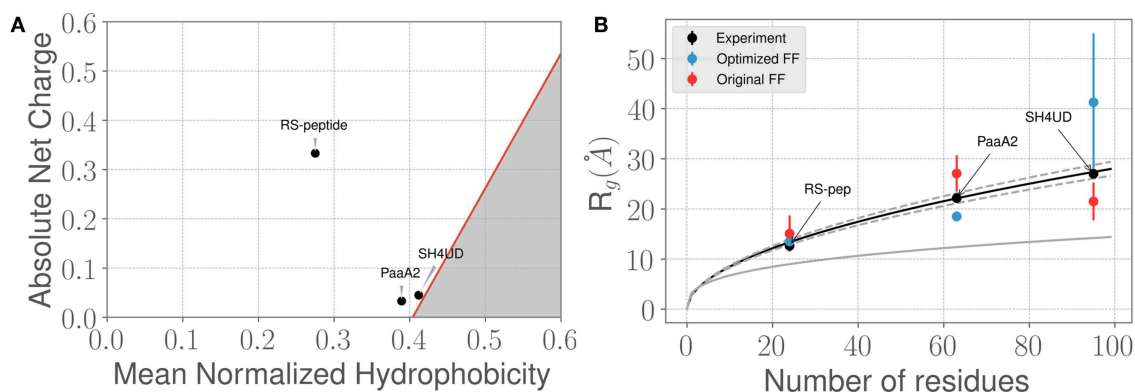 A
Absolute Net Charge
0.6
0.5
0.4
0.3
0.2
0.1
0.0
RS-peptide
SH4UD
PaaA2
0.0 0.1 0.2 0.3 0.4 0.5 0.6
Mean Normalized Hydrophobicity
B
Experiment
Optimized FF
Original FF
R_g(Å)
50
40
30
20
10
0
SH4UD
PaaA2
RS-pep
0 20 40 60 80 100
Number of residues